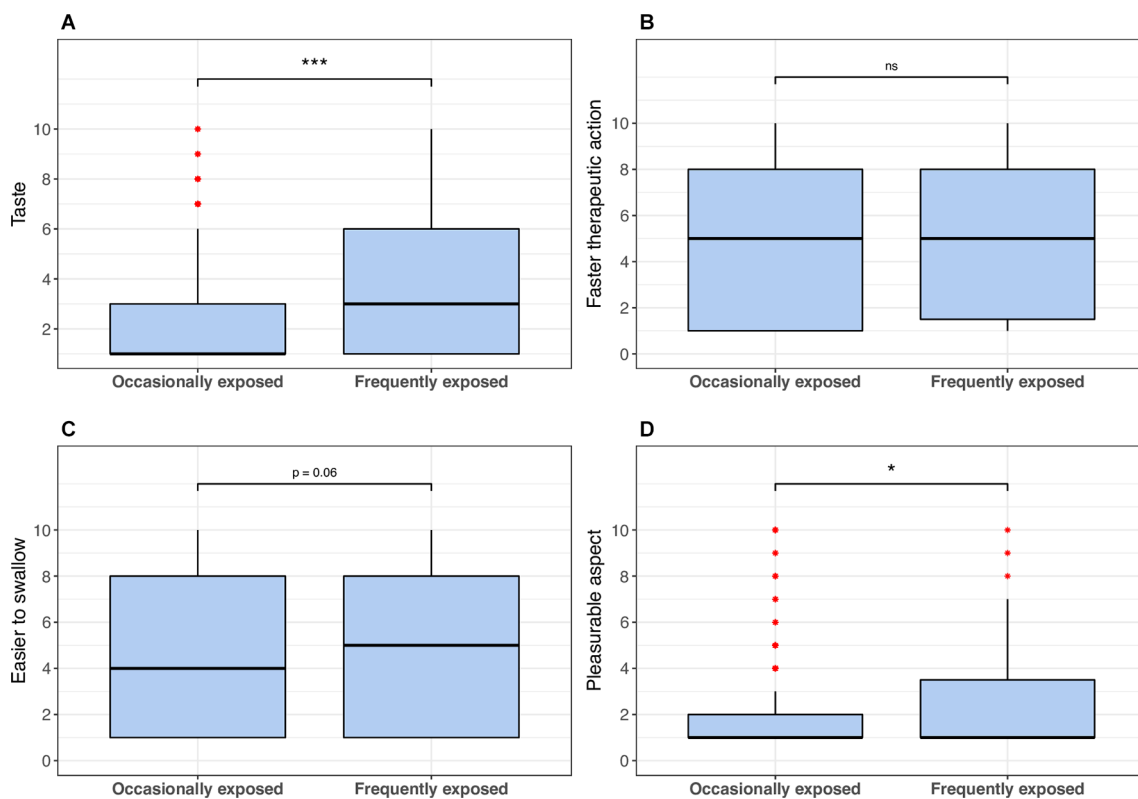 A
***
Taste
10
8
6
4
2
Occasionally exposed Frequently exposed
B
ns
Faster therapeutic action
10
8
6
4
2
0
Occasionally exposed Frequently exposed
C
p = 0.06
Easier to swallow
10
8
6
4
2
0
Occasionally exposed Frequently exposed
D
*
Pleasurable aspect
10
8
6
4
2
0
Occasionally exposed Frequently exposed